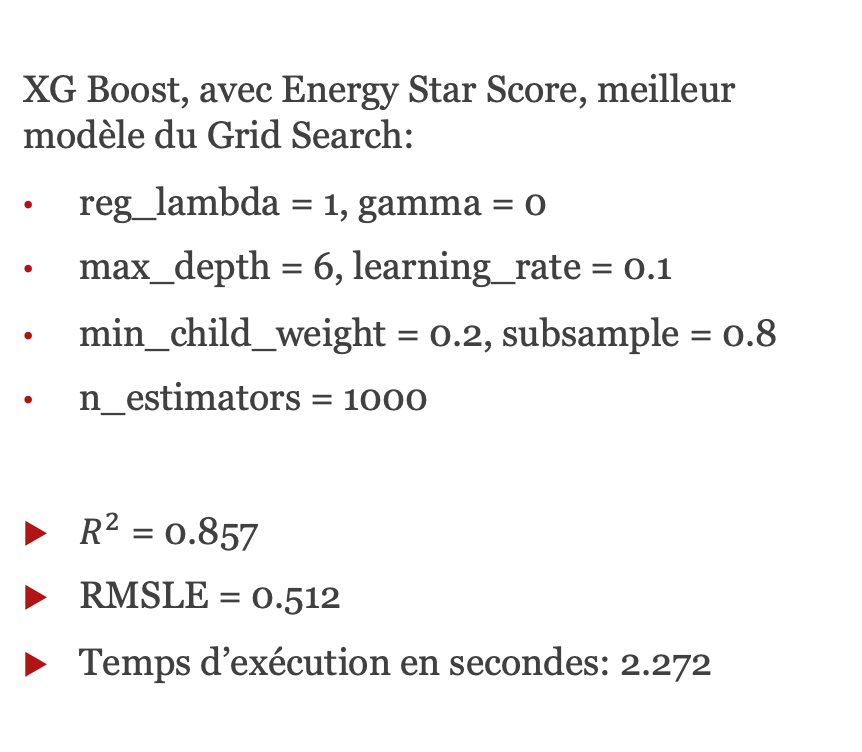 XG Boost, avec Energy Star Score, meilleur
modèle du Grid Search:
• reg_lambda = 1, gamma = 0
• max_depth = 6, learning_rate = 0.1
• min_child_weight = 0.2, subsample = 0.8
• n_estimators = 1000
▶ R² = 0.857
▶ RMSLE = 0.512
▶ Temps d’exécution en secondes: 2.272